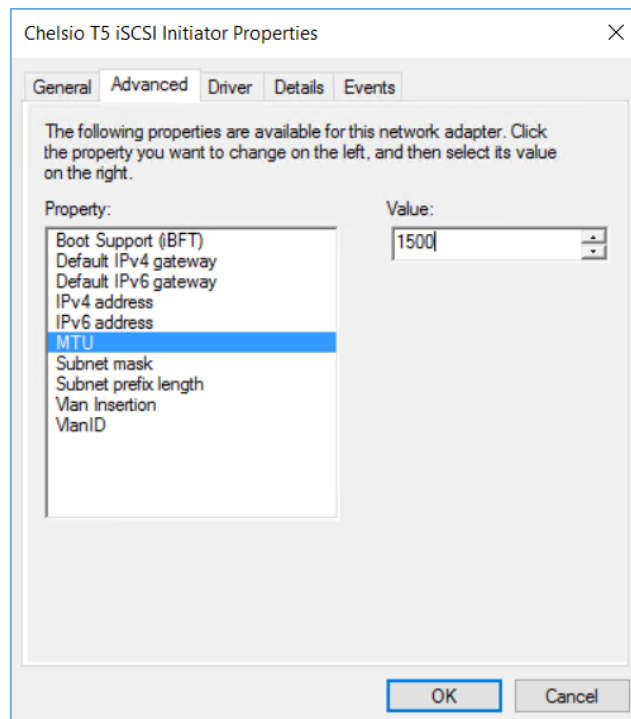 Chelsio T5 iSCSI Initiator Properties
General Advanced Driver Details Events
The following properties are available for this network adapter. Click
the property you want to change on the left, and then select its value
on the right.
Property:
Value:
Boot Support (iBFT)
1500
Default IPv4 gateway
Default IPv6 gateway
IPv4 address
IPv6 address
MTU
Subnet mask
Subnet prefix length
Vlan Insertion
VlanID
OK
Cancel